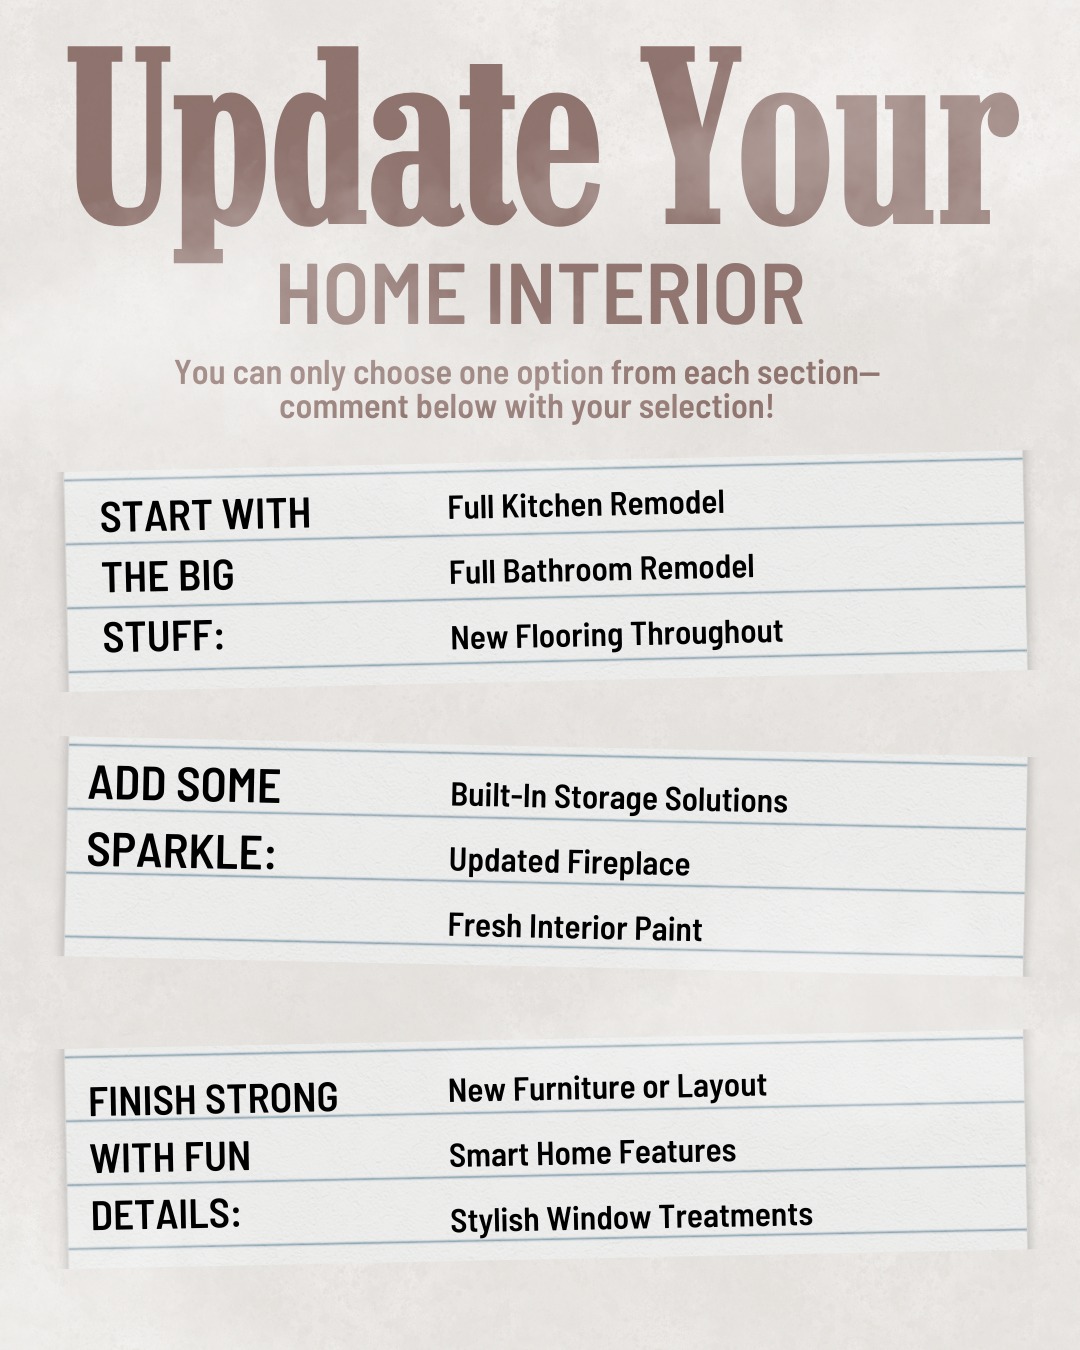 Update Your
HOME INTERIOR
You can only choose one option from each section—
comment below with your selection!
START WITH
THE BIG
STUFF:
Full Kitchen Remodel
Full Bathroom Remodel
New Flooring Throughout
ADD SOME
SPARKLE:
Built-In Storage Solutions
Updated Fireplace
Fresh Interior Paint
FINISH STRONG
WITH FUN
DETAILS:
New Furniture or Layout
Smart Home Features
Stylish Window Treatments